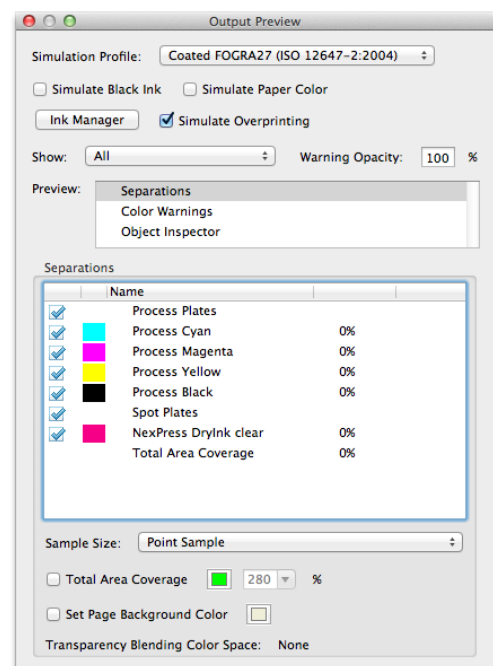 Output Preview
Simulation Profile: Coated FOGRA27 (ISO 12647-2:2004)
Simulate Black Ink Simulate Paper Color
Ink Manager Simulate Overprinting
Show: All Warning Opacity: 100 %
Preview: Separations
Color Warnings
Object Inspector
Separations
Name
Process Plates
Process Cyan 0%
Process Magenta 0%
Process Yellow 0%
Process Black 0%
Spot Plates
NexPress DryInk clear 0%
Total Area Coverage 0%
Sample Size: Point Sample
Total Area Coverage 280 %
Set Page Background Color
Transparency Blending Color Space: None